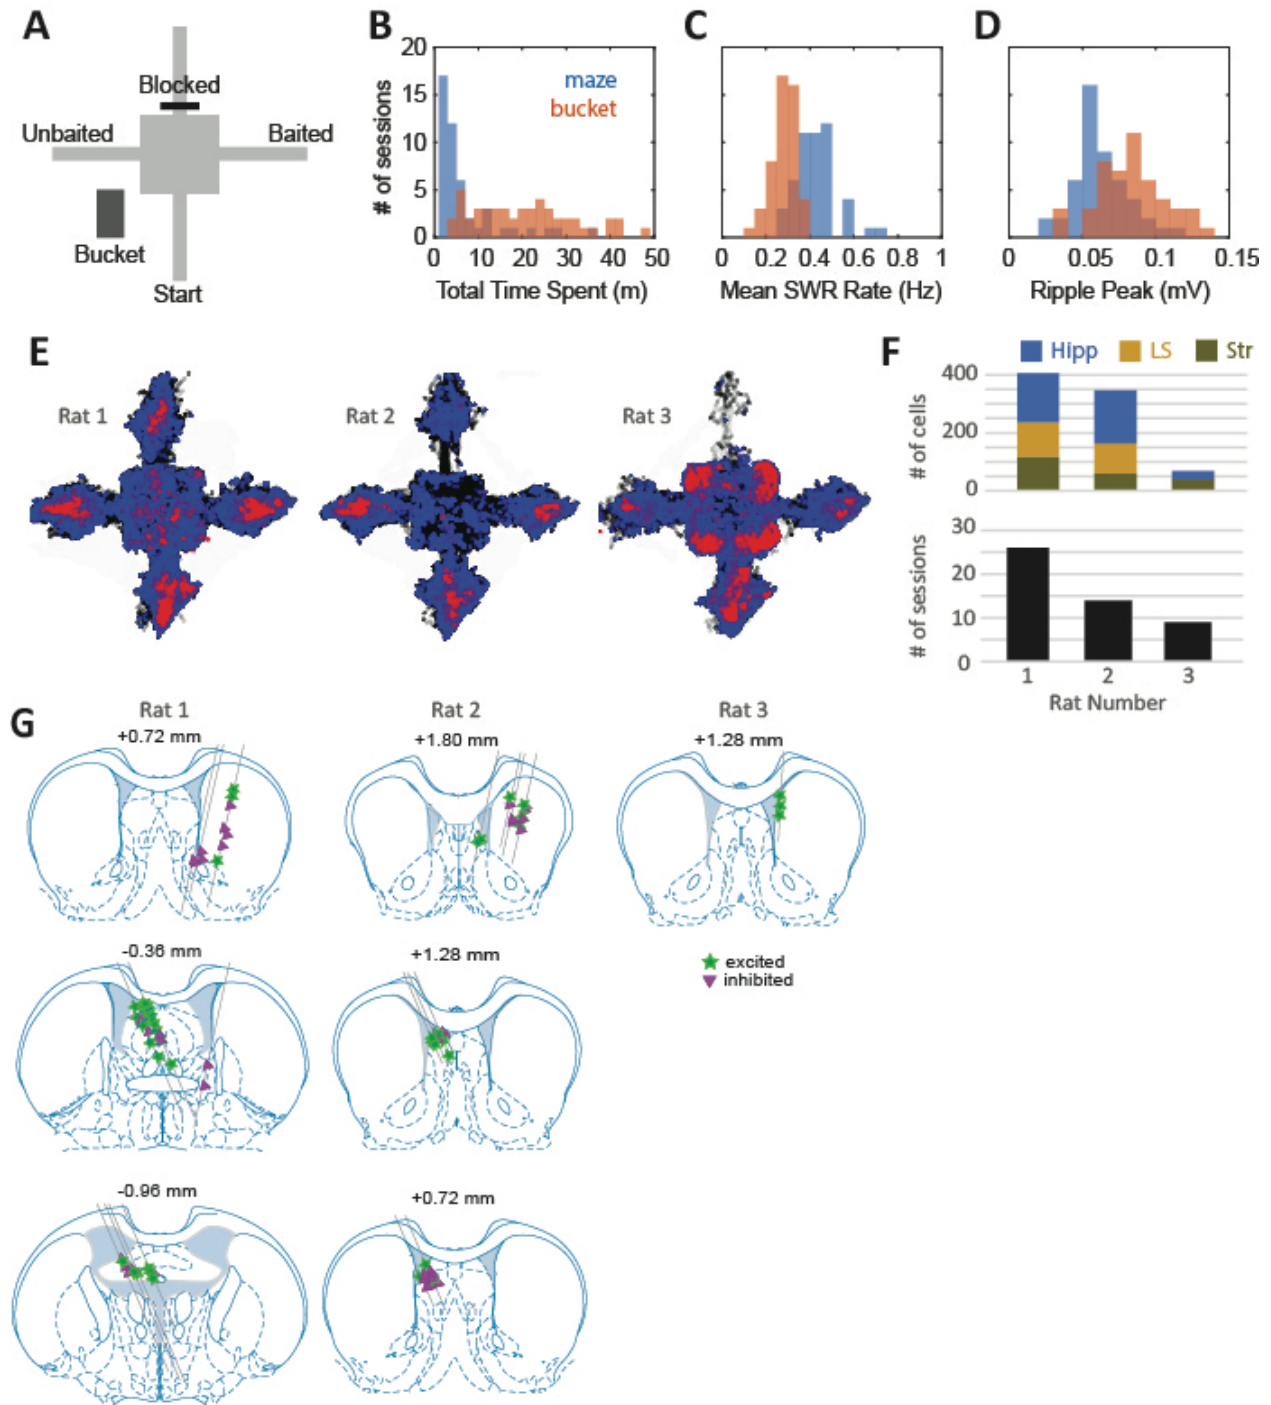 A
Blocked
Unbaited
Baited
Bucket
Start
B
# of sessions
20
15
10
5
0
maze
bucket
0 10 20 30 40 50
Total Time Spent (m)
C
0 0.2 0.4 0.6 0.8 1
Mean SWR Rate (Hz)
D
0 0.05 0.1 0.15
Ripple Peak (mV)
E
Rat 1
Rat 2
Rat 3
F
Hipp LS Str
# of cells
400
200
0
# of sessions
30
20
10
0
1 2 3
Rat Number
G
Rat 1
+0.72 mm
Rat 2
+1.80 mm
Rat 3
+1.28 mm
-0.36 mm
+1.28 mm
excited
inhibited
-0.96 mm
+0.72 mm